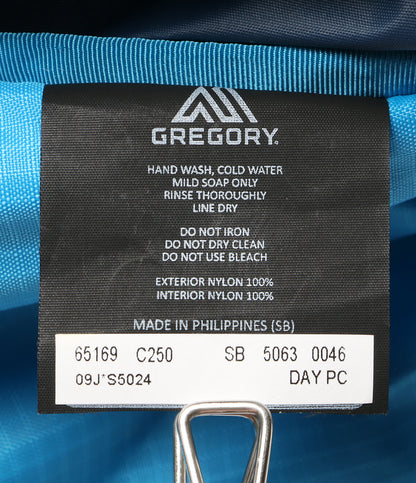 GREGORY.
HAND WASH, COLD WATER
MILD SOAP ONLY
RINSE THOROUGHLY
LINE DRY
DO NOT IRON
DO NOT DRY CLEAN
DO NOT USE BLEACH
EXTERIOR NYLON 100%
INTERIOR NYLON 100%
MADE IN PHILIPPINES (SB)
65169 C250 SB 5063 0046
09J*S5024 DAY PC